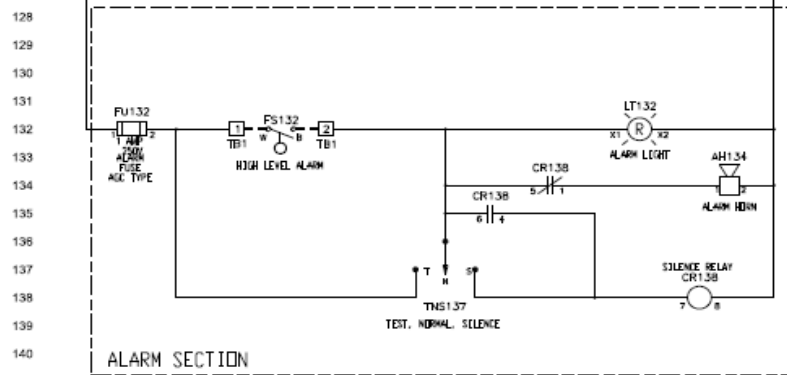 128
129
130
131
132
133
134
135
136
137
138
139
140
FU132
1 2
1 AMP
250V
ALARM
FUSE
AGC TYPE
1
TB1
W FS132 B
2
TB1
HIGH LEVEL ALARM
LT132
X1 R X2
ALARM LIGHT
CR138
5 1
AH134
1 2
ALARM HORN
CR138
6 4
T N S
TNS137
TEST, NORMAL, SILENCE
SILENCE RELAY
CR138
7 8
ALARM SECTION